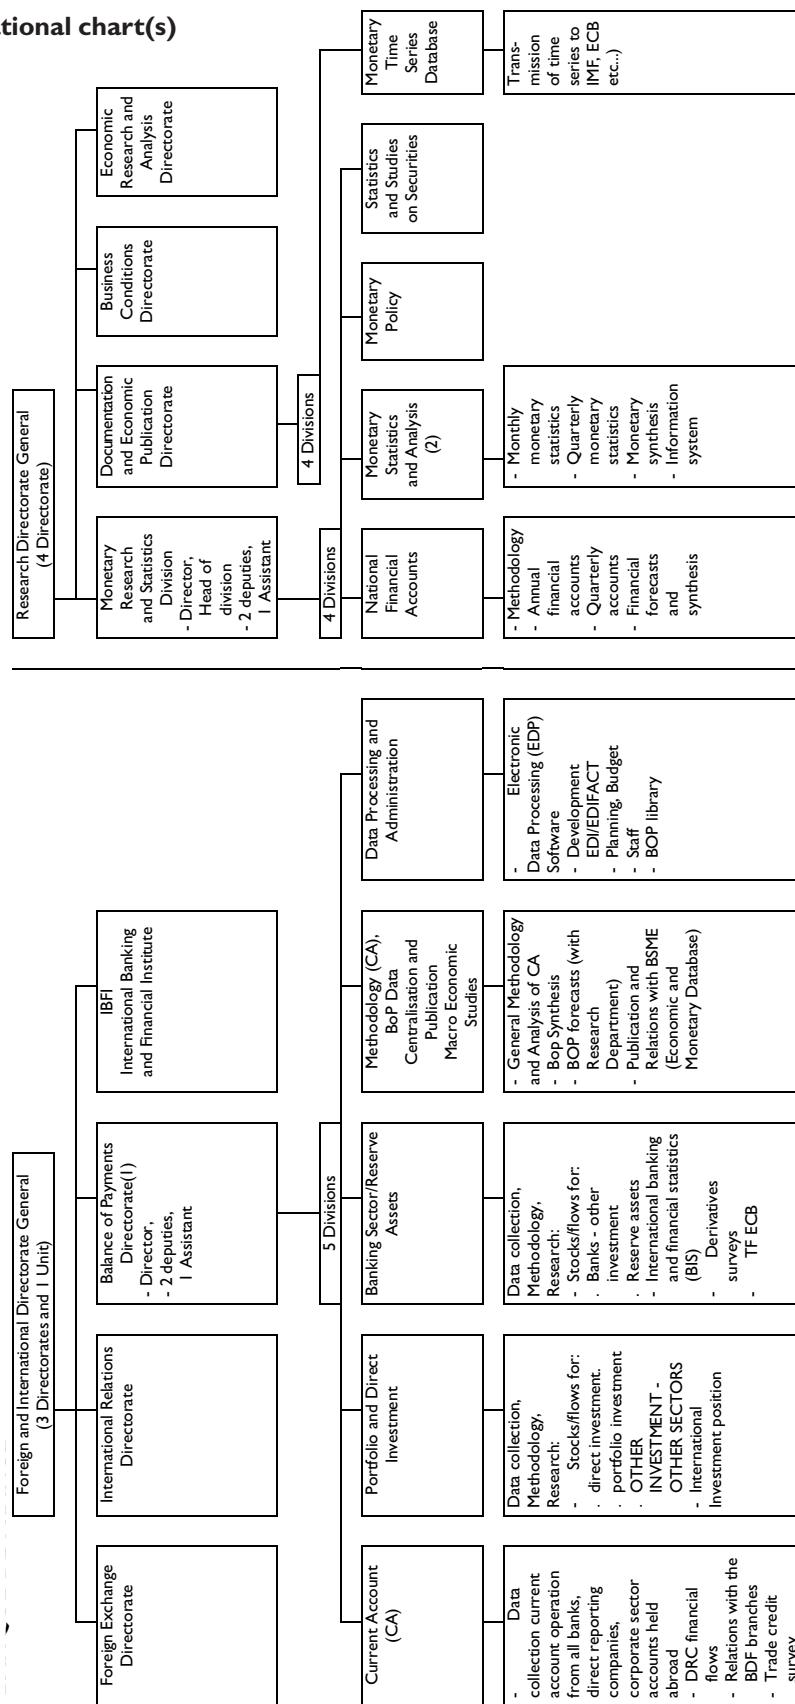 tional chart(s)
Foreign and International Directorate General
(3 Directorates and 1 Unit)
Foreign Exchange
Directorate
International Relations
Directorate
Balance of Payments
Directorate(1)
- Director,
- 2 deputies,
1 Assistant
IBFI
International Banking
and Financial Institute
5 Divisions
Current Account
(CA)
Portfolio and Direct
Investment
Banking Sector/Reserve
Assets
Methodology (CA),
BoP Data
Centralisation and
Publication
Macro Economic
Studies
Data Processing and
Administration
- Data
collection current
account operation
from all banks,
direct reporting
companies,
corporate sector
accounts held
abroad
- DRC financial
flows
- Relations with the
BDF branches
- Trade credit
survey
Data collection,
Methodology,
Research:
- Stocks/flows for:
. direct investment.
. portfolio investment
. OTHER
INVESTMENT -
OTHER SECTORS
- International
Investment position
Data collection,
Methodology,
Research:
- Stocks/flows for:
. Banks - other
investment
. Reserve assets
- International banking
and financial statistics
(BIS)
- Derivatives
surveys
- TF ECB
- General Methodology
and Analysis of CA
- Bop Synthesis
- BOP forecasts (with
Research
Department)
- Publication and
Relations with BSME
(Economic and
Monetary Database)
- Electronic
Data Processing (EDP)
Software
- Development
EDI/EDIFACT
- Planning, Budget
- Staff
- BOP library
Research Directorate General
(4 Directorate)
Monetary
Research
and Statistics
Division
- Director,
Head of
division
- 2 deputies,
1 Assistant
Documentation
and Economic
Publication
Directorate
Business
Conditions
Directorate
Economic
Research and
Analysis
Directorate
4 Divisions
4 Divisions
National
Financial
Accounts
Monetary
Statistics
and Analysis
(2)
Monetary
Policy
Statistics
and Studies
on Securities
Monetary
Time
Series
Database
- Methodology
- Annual
financial
accounts
- Quarterly
accounts
- Financial
forecasts
and
synthesis
- Monthly
monetary
statistics
- Quarterly
monetary
statistics
- Monetary
synthesis
- Information
system
Trans-
mission
of time
series to
IMF, ECB
etc...)